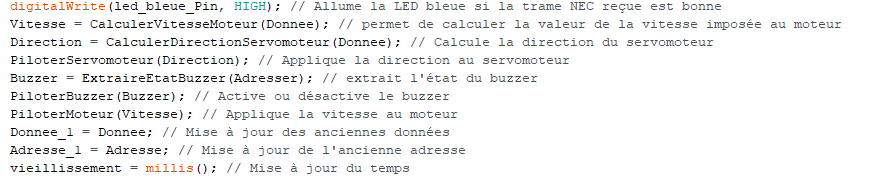 digitalWrite(led_bleue_Pin, HIGH); // Allume la LED bleue si la trame NEC reçue est bonne
Vitesse = CalculerVitesseMoteur(Donnee); // permet de calculer la valeur de la vitesse imposée au moteur
Direction = CalculerDirectionServomoteur(Donnee); // Calcule la direction du servomoteur
PiloterServomoteur(Direction); // Applique la direction au servomoteur
Buzzer = ExtraireEtatBuzzer(Adresser); // extrait l'état du buzzer
PiloterBuzzer(Buzzer); // Active ou désactive le buzzer
PiloterMoteur(Vitesse); // Applique la vitesse au moteur
Donnee_1 = Donnee; // Mise à jour des anciennes données
Adresse_1 = Adresse; // Mise à jour de l'ancienne adresse
vieillissement = millis(); // Mise à jour du temps